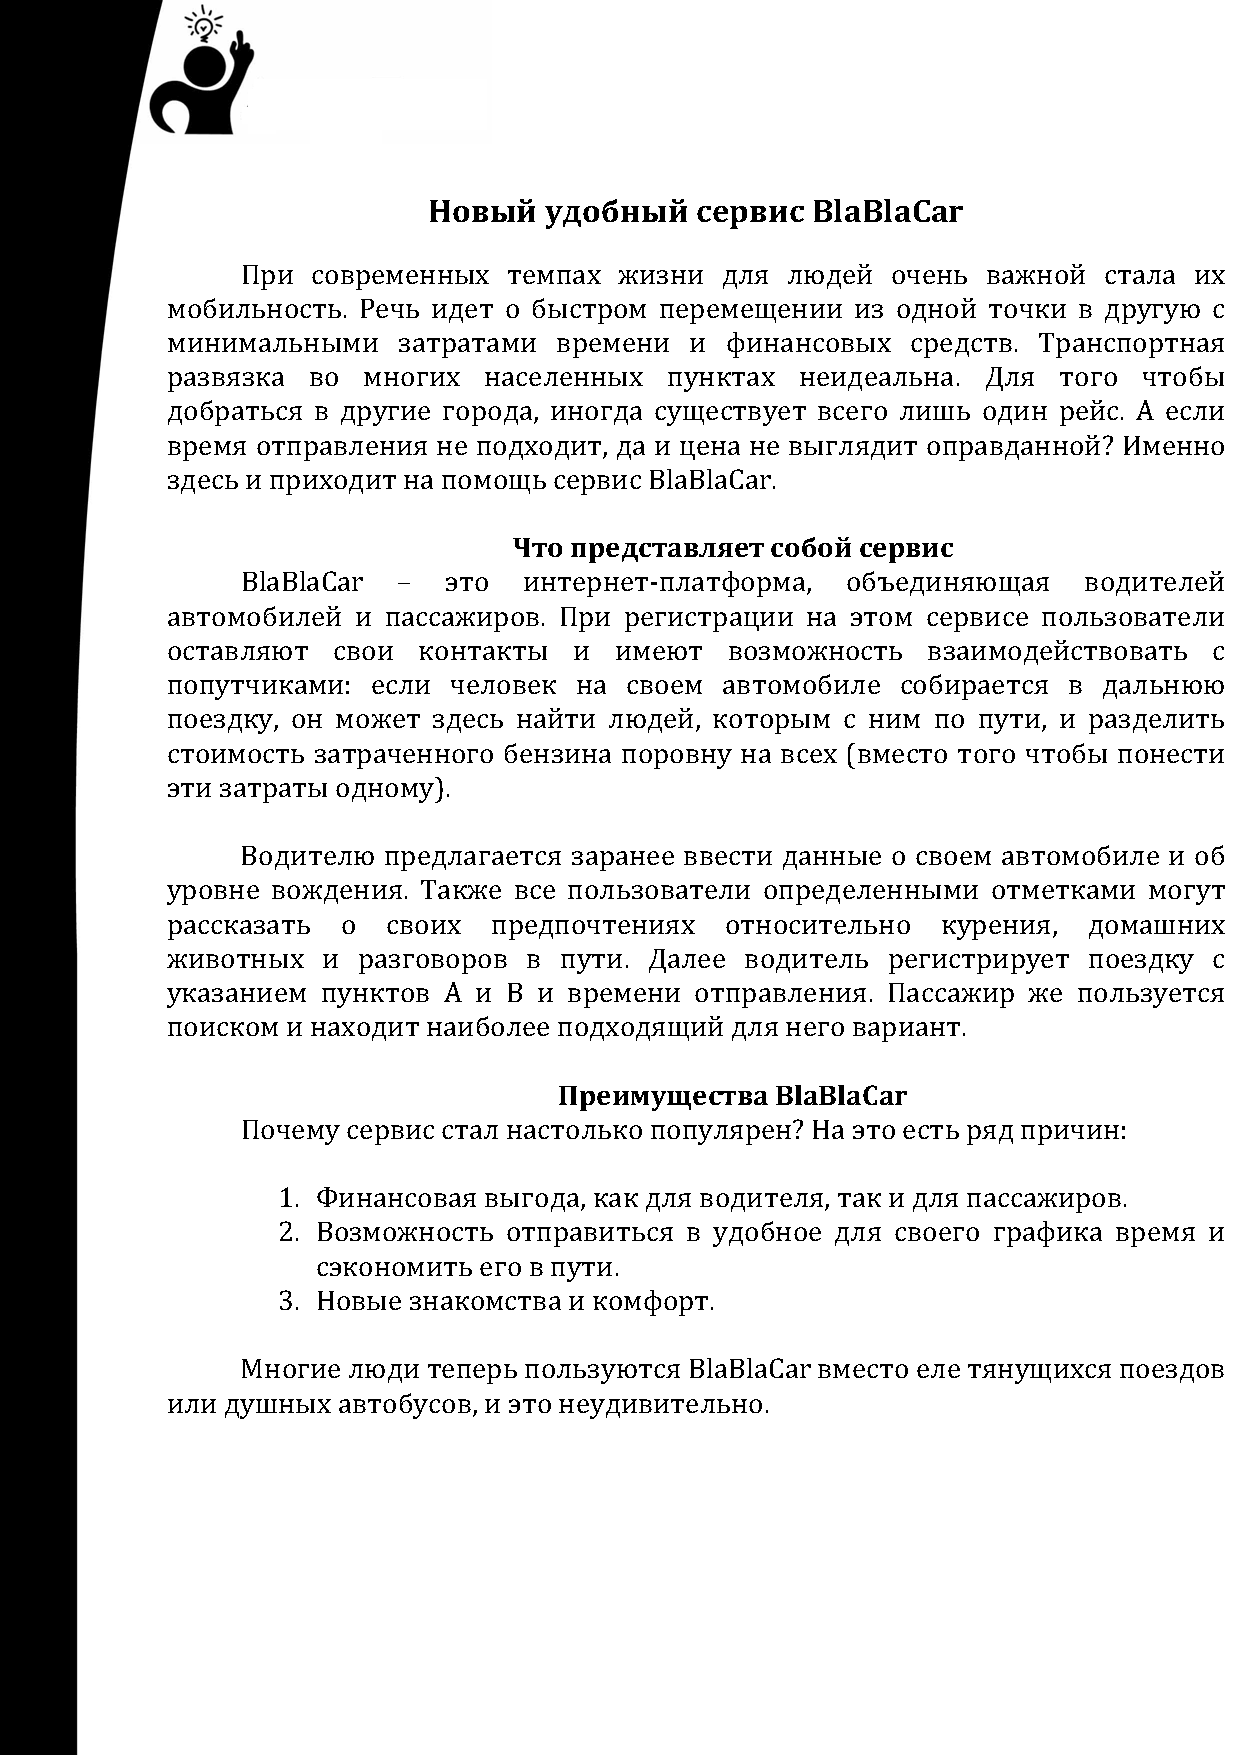 Новый удобный сервис BlaBlaCar
При современных темпах жизни для людей очень важной стала их
мобильность. Речь идет о быстром перемещении из одной точки в другую с
минимальными затратами времени и финансовых средств. Транспортная
развязка во многих населенных пунктах неидеальна. Для того чтобы
добраться в другие города, иногда существует всего лишь один рейс. А если
время отправления не подходит, да и цена не выглядит оправданной? Именно
здесь и приходит на помощь сервис BlaBlaCar.
Что представляет собой сервис
BlaBlaCar – это интернет-платформа, объединяющая водителей
автомобилей и пассажиров. При регистрации на этом сервисе пользователи
оставляют свои контакты и имеют возможность взаимодействовать с
попутчиками: если человек на своем автомобиле собирается в дальнюю
поездку, он может здесь найти людей, которым с ним по пути, и разделить
стоимость затраченного бензина поровну на всех (вместо того чтобы понести
эти затраты одному).
Водителю предлагается заранее ввести данные о своем автомобиле и об
уровне вождения. Также все пользователи определенными отметками могут
рассказать о своих предпочтениях относительно курения, домашних
животных и разговоров в пути. Далее водитель регистрирует поездку с
указанием пунктов А и В и времени отправления. Пассажир же пользуется
поиском и находит наиболее подходящий для него вариант.
Преимущества BlaBlaCar
Почему сервис стал настолько популярен? На это есть ряд причин:
1. Финансовая выгода, как для водителя, так и для пассажиров.
2. Возможность отправиться в удобное для своего графика время и
сэкономить его в пути.
3. Новые знакомства и комфорт.
Многие люди теперь пользуются BlaBlaCar вместо еле тянущихся поездов
или душных автобусов, и это неудивительно.